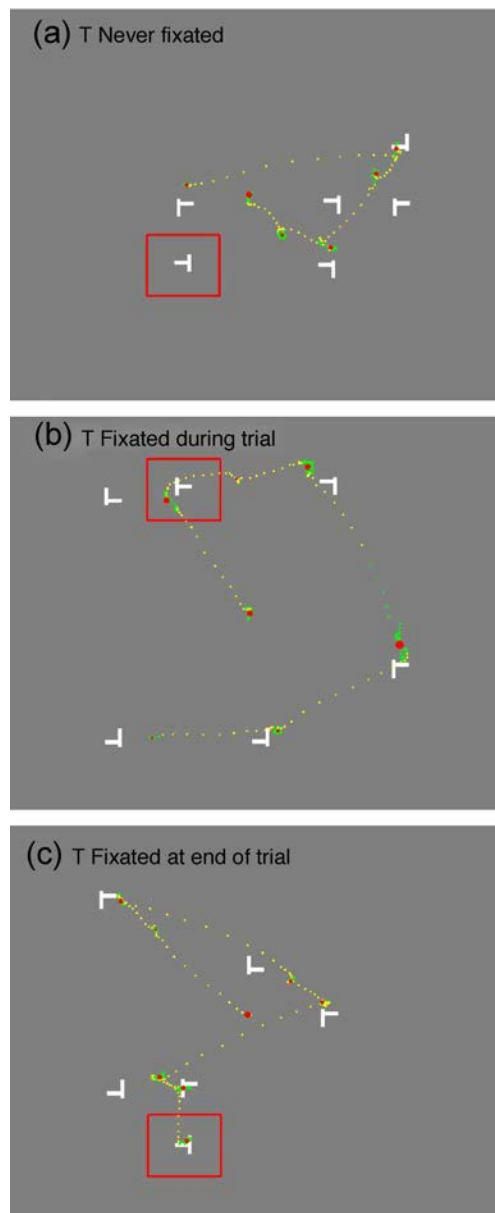 (a) T Never fixated
(b) T Fixated during trial
(c) T Fixated at end of trial